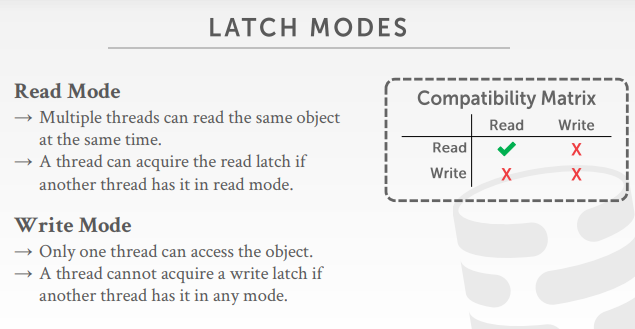 LATCH MODES
Read Mode
→ Multiple threads can read the same object
at the same time.
→ A thread can acquire the read latch if
another thread has it in read mode.
Write Mode
→ Only one thread can access the object.
→ A thread cannot acquire a write latch if
another thread has it in any mode.
Compatibility Matrix
Read Write
Read ✔ X
Write X X